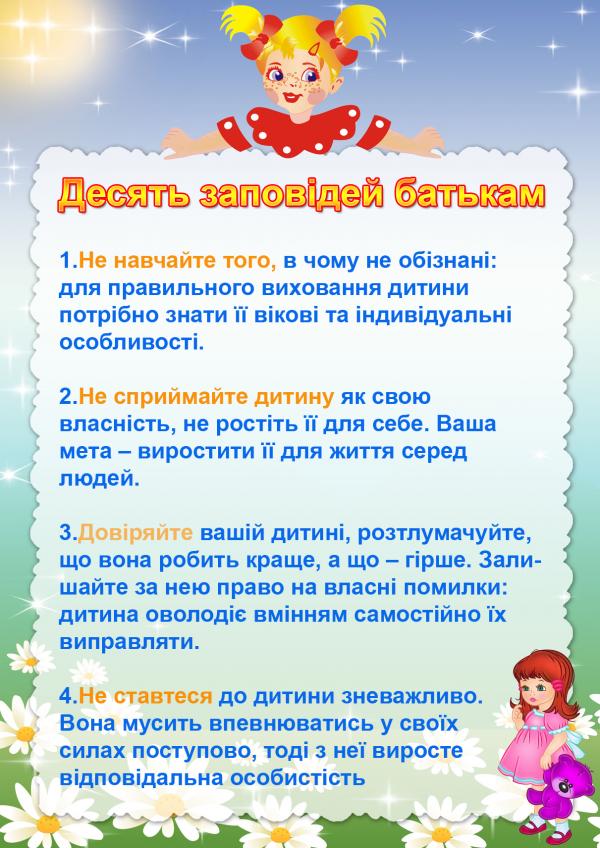 Десять заповідей батькам
1.Не навчайте того, в чому не обізнані:
для правильного виховання дитини
потрібно знати її вікові та індивідуальні
особливості.
2.Не сприймайте дитину як свою
власність, не ростіть її для себе. Ваша
мета – виростити її для життя серед
людей.
3.Довіряйте вашій дитині, розтлумачуйте,
що вона робить краще, а що – гірше. Зали-
шайте за нею право на власні помилки:
дитина оволодіє вмінням самостійно їх
виправляти.
4.Не ставтеся до дитини зневажливо.
Вона мусить впевнюватись у своїх
силах поступово, тоді з неї виросте
відповідальна особистість